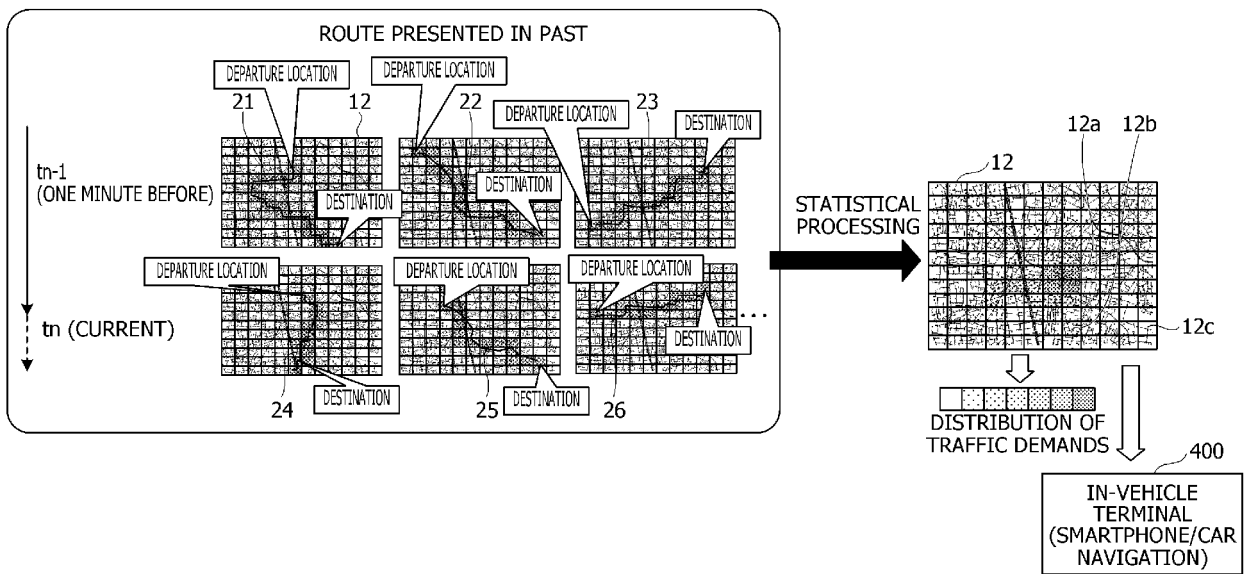 ROUTE PRESENTED IN PAST
DEPARTURE LOCATION
DEPARTURE LOCATION
21
12
22
DEPARTURE LOCATION
23
DESTINATION
tn-1
(ONE MINUTE BEFORE)
DESTINATION
DESTINATION
DEPARTURE LOCATION
DEPARTURE LOCATION
DEPARTURE LOCATION
tn (CURRENT)
DESTINATION
...
24
DESTINATION
25
DESTINATION
26
STATISTICAL
PROCESSING
12
12a
12b
12c
DISTRIBUTION OF
TRAFFIC DEMANDS
400
IN-VEHICLE
TERMINAL
(SMARTPHONE/CAR
NAVIGATION)